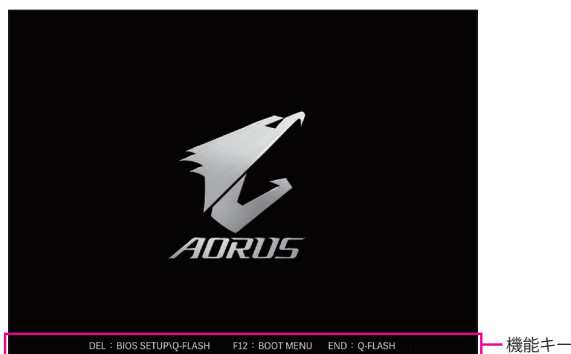 AORUS
DEL：BIOS SETUP\Q-FLASH F12：BOOT MENU END：Q-FLASH
機能キー